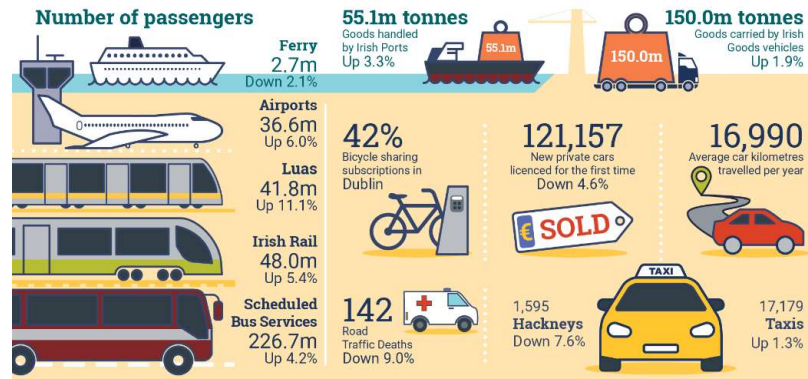 Number of passengers
Ferry
2.7m
Down 2.1%
Airports
36.6m
Up 6.0%
Luas
41.8m
Up 11.1%
Irish Rail
48.0m
Up 5.4%
Scheduled
Bus Services
226.7m
Up 4.2%
55.1m tonnes
Goods handled
by Irish Ports
Up 3.3%
55.1m
150.0m
150.0m tonnes
Goods carried by Irish
Goods vehicles
Up 1.9%
42%
Bicycle sharing
subscriptions in
Dublin
121,157
New private cars
licenced for the first time
Down 4.6%
€ SOLD
16,990
Average car kilometres
travelled per year
142
Road
Traffic Deaths
Down 9.0%
1,595
Hackneys
Down 7.6%
TAXI
17,179
Taxis
Up 1.3%